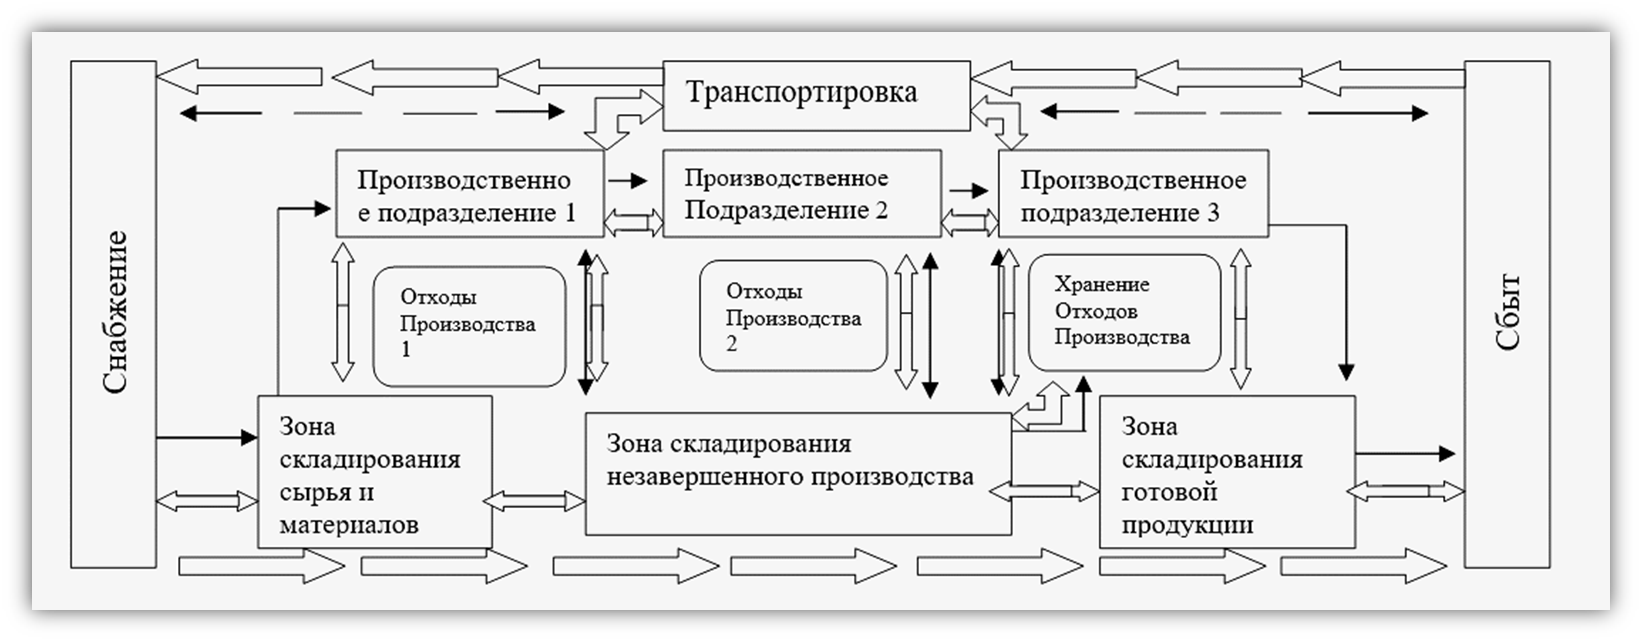 Снабжение
Транспортировка
Производственно
е подразделение 1
Производственное
Подразделение 2
Производственное
подразделение 3
Отходы
Производства
1
Отходы
Производства
2
Хранение
Отходов
Производства
Зона
складирования
сырья и
материалов
Зона складирования
незавершенного производства
Зона
складирования
готовой
продукции
Сбыт